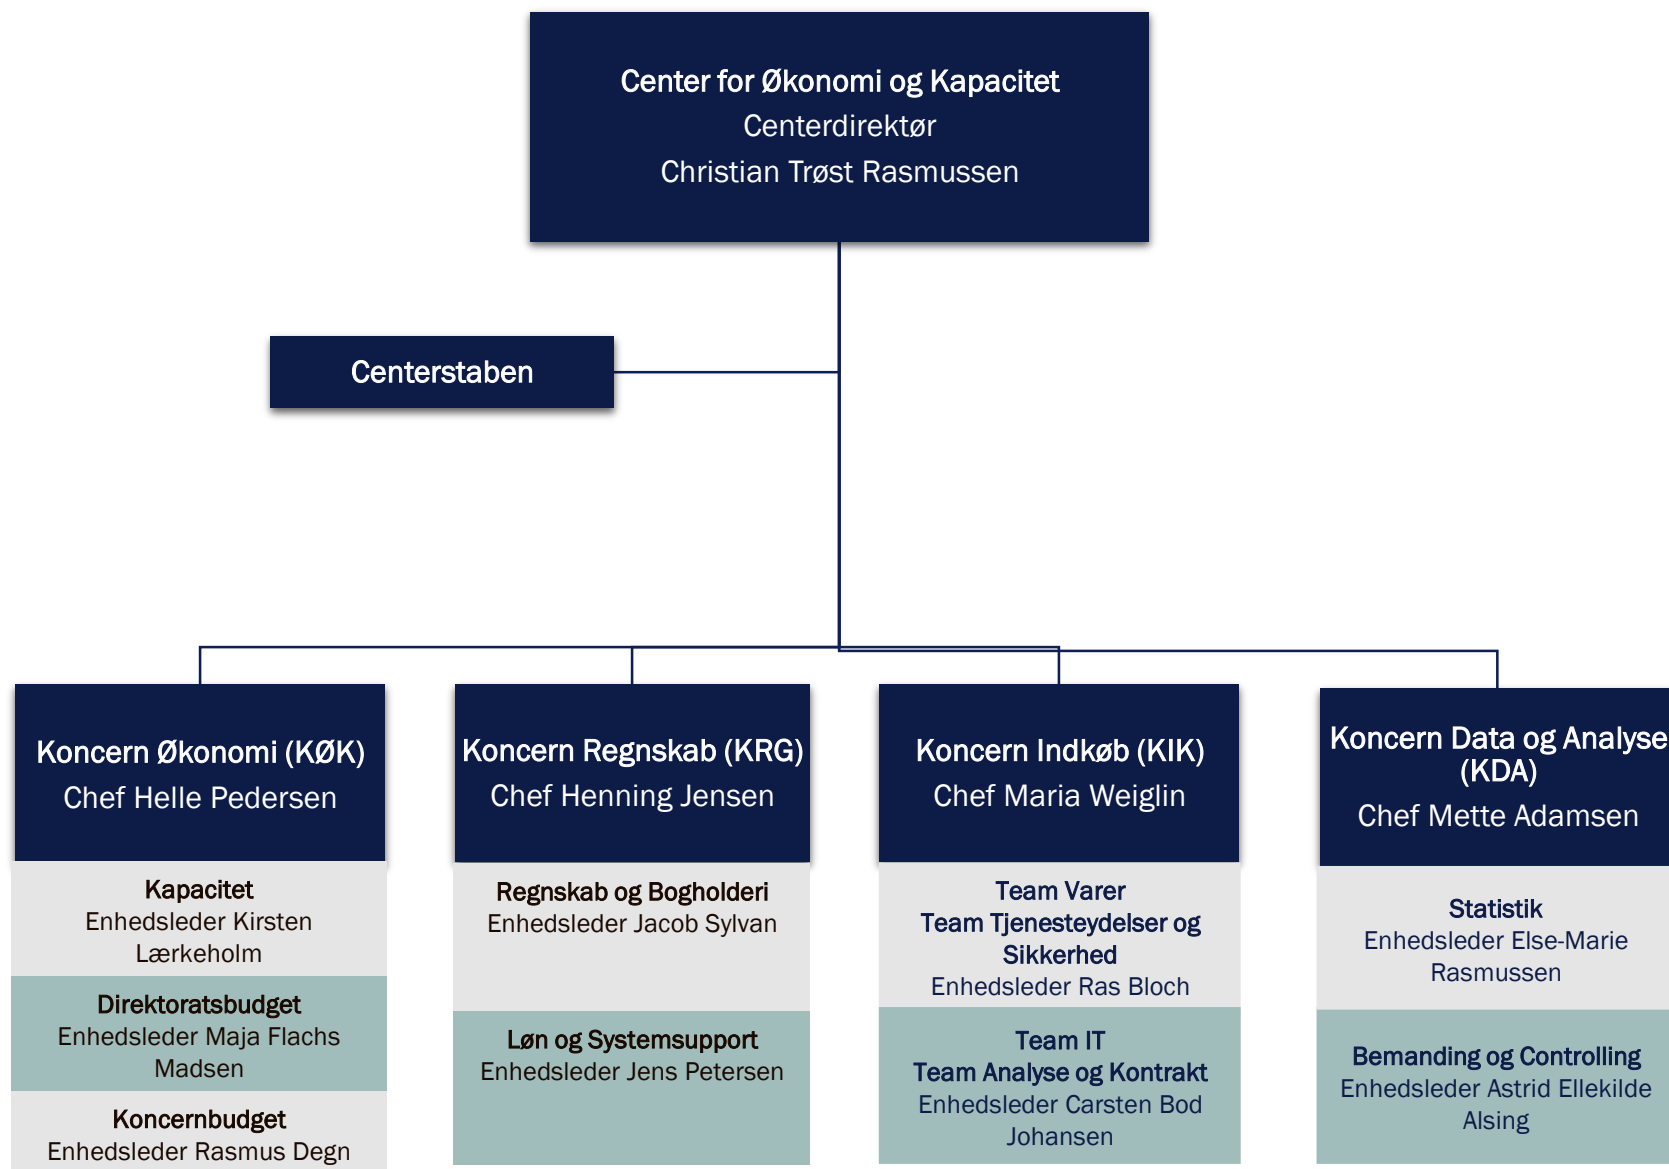 Center for Økonomi og Kapacitet
Centerdirektør
Christian Trøst Rasmussen
Centerstaben
Koncern Økonomi (KØK)
Chef Helle Pedersen
Kapacitet
Enhedsleder Kirsten
Lærkeholm
Direktoratsbudget
Enhedsleder Maja Flachs
Madsen
Koncernbudget
Enhedsleder Rasmus Degn
Koncern Regnskab (KRG)
Chef Henning Jensen
Regnskab og Bogholderi
Enhedsleder Jacob Sylvan
Løn og Systemsupport
Enhedsleder Jens Petersen
Koncern Indkøb (KIK)
Chef Maria Weiglin
Team Varer
Team Tjenesteydelser og
Sikkerhed
Enhedsleder Ras Bloch
Team IT
Team Analyse og Kontrakt
Enhedsleder Carsten Bod
Johansen
Koncern Data og Analyse
(KDA)
Chef Mette Adamsen
Statistik
Enhedsleder Else-Marie
Rasmussen
Bemanding og Controlling
Enhedsleder Astrid Ellekilde
Alsing